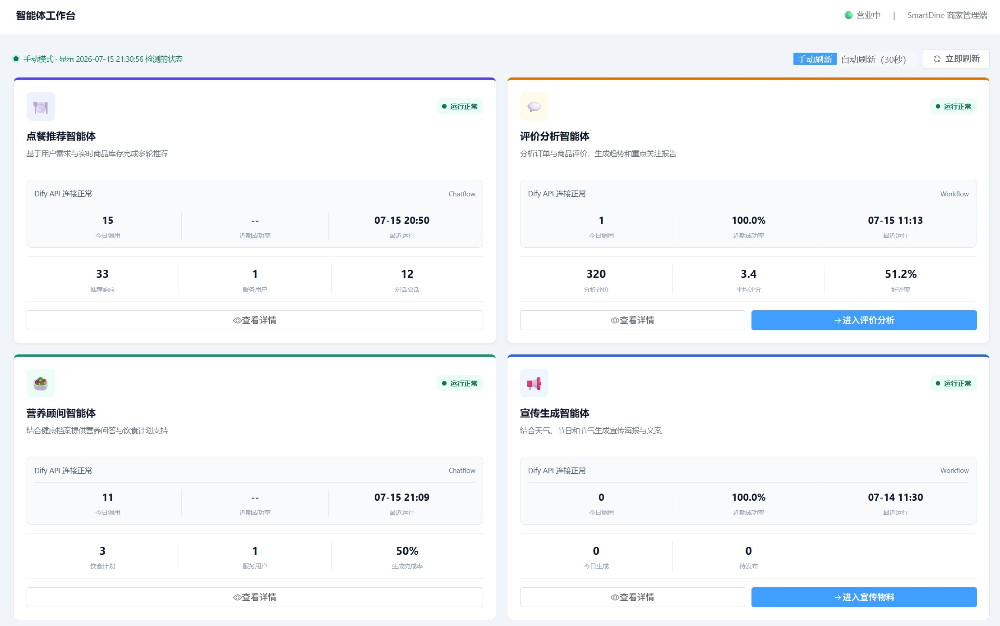 智能体工作台
营业中 | SmartDine 商家管理端
手动模式 · 显示 2026-07-15 21:30:56 检测的状态
手动刷新 自动刷新（30秒） 立即刷新
运行正常
点餐推荐智能体
基于用户需求与实时商品库存完成多轮推荐
Dify API 连接正常 Chatflow
15 -- 07-15 20:50
今日调用 近期成功率 最近运行
33 1 12
推荐响应 服务用户 对话会话
查看详情
运行正常
评价分析智能体
分析订单与商品评价，生成趋势和重点关注报告
Dify API 连接正常 Workflow
1 100.0% 07-15 11:13
今日调用 近期成功率 最近运行
320 3.4 51.2%
分析评价 平均评分 好评率
查看详情 →进入评价分析
运行正常
营养顾问智能体
结合健康档案提供营养问答与饮食计划支持
Dify API 连接正常 Chatflow
11 -- 07-15 21:09
今日调用 近期成功率 最近运行
3 1 50%
饮食计划 服务用户 生成完成率
查看详情
运行正常
宣传生成智能体
结合天气、节日和节气生成宣传海报与文案
Dify API 连接正常 Workflow
0 100.0% 07-14 11:30
今日调用 近期成功率 最近运行
0 0
今日生成 待发布
查看详情 →进入宣传物料